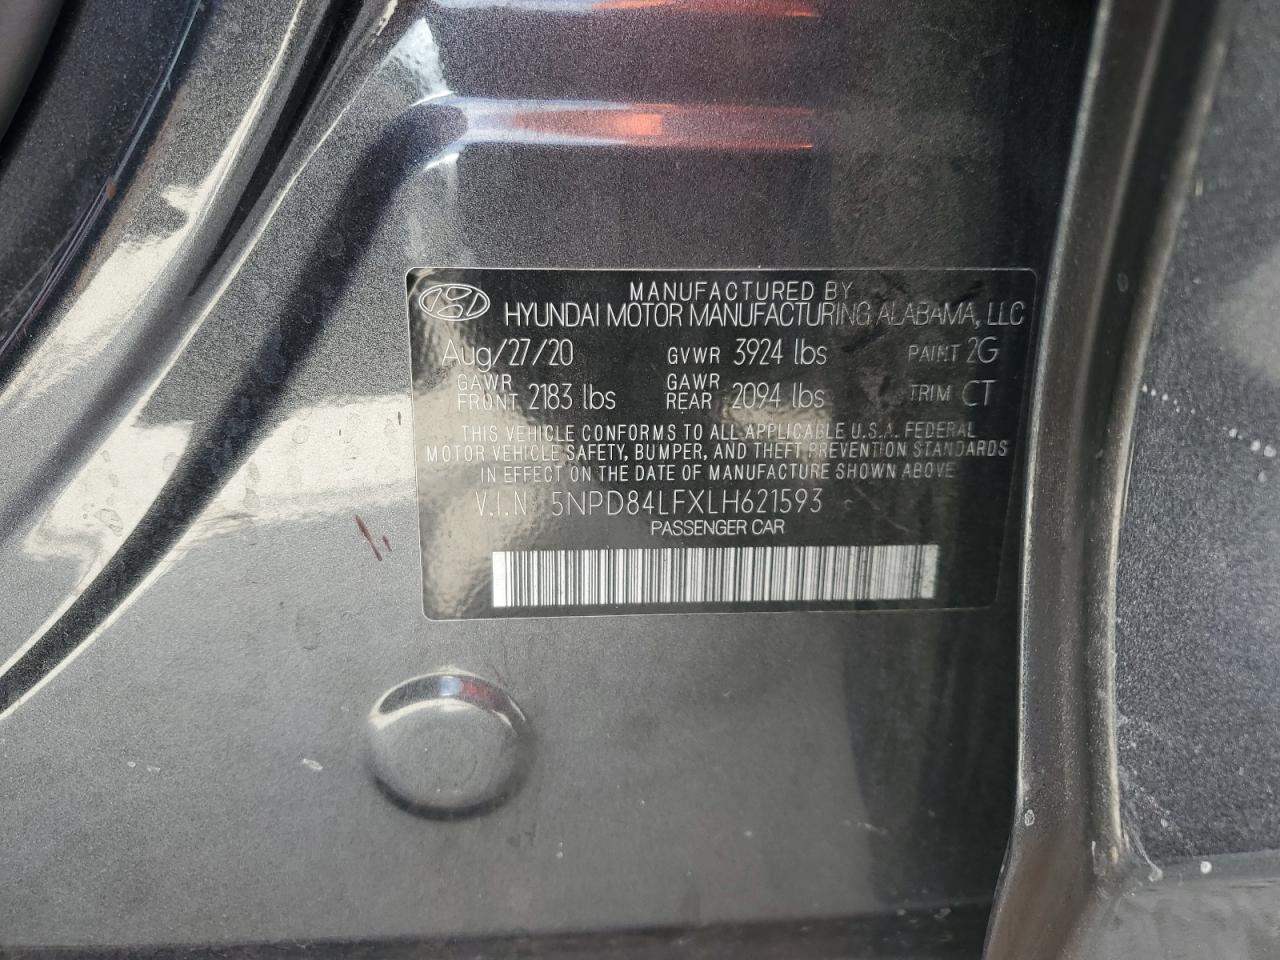 MANUFACTURED BY
HYUNDAI MOTOR MANUFACTURING ALABAMA, LLC
Aug/27/20 GVWR 3924 lbs PAINT 2G
GAWR FRONT 2183 lbs GAWR REAR 2094 lbs TRIM CT
THIS VEHICLE CONFORMS TO ALL APPLICABLE U.S.A. FEDERAL
MOTOR VEHICLE SAFETY, BUMPER, AND THEFT PREVENTION STANDARDS
IN EFFECT ON THE DATE OF MANUFACTURE SHOWN ABOVE
V.I.N 5NPD84LFXLH621593
PASSENGER CAR